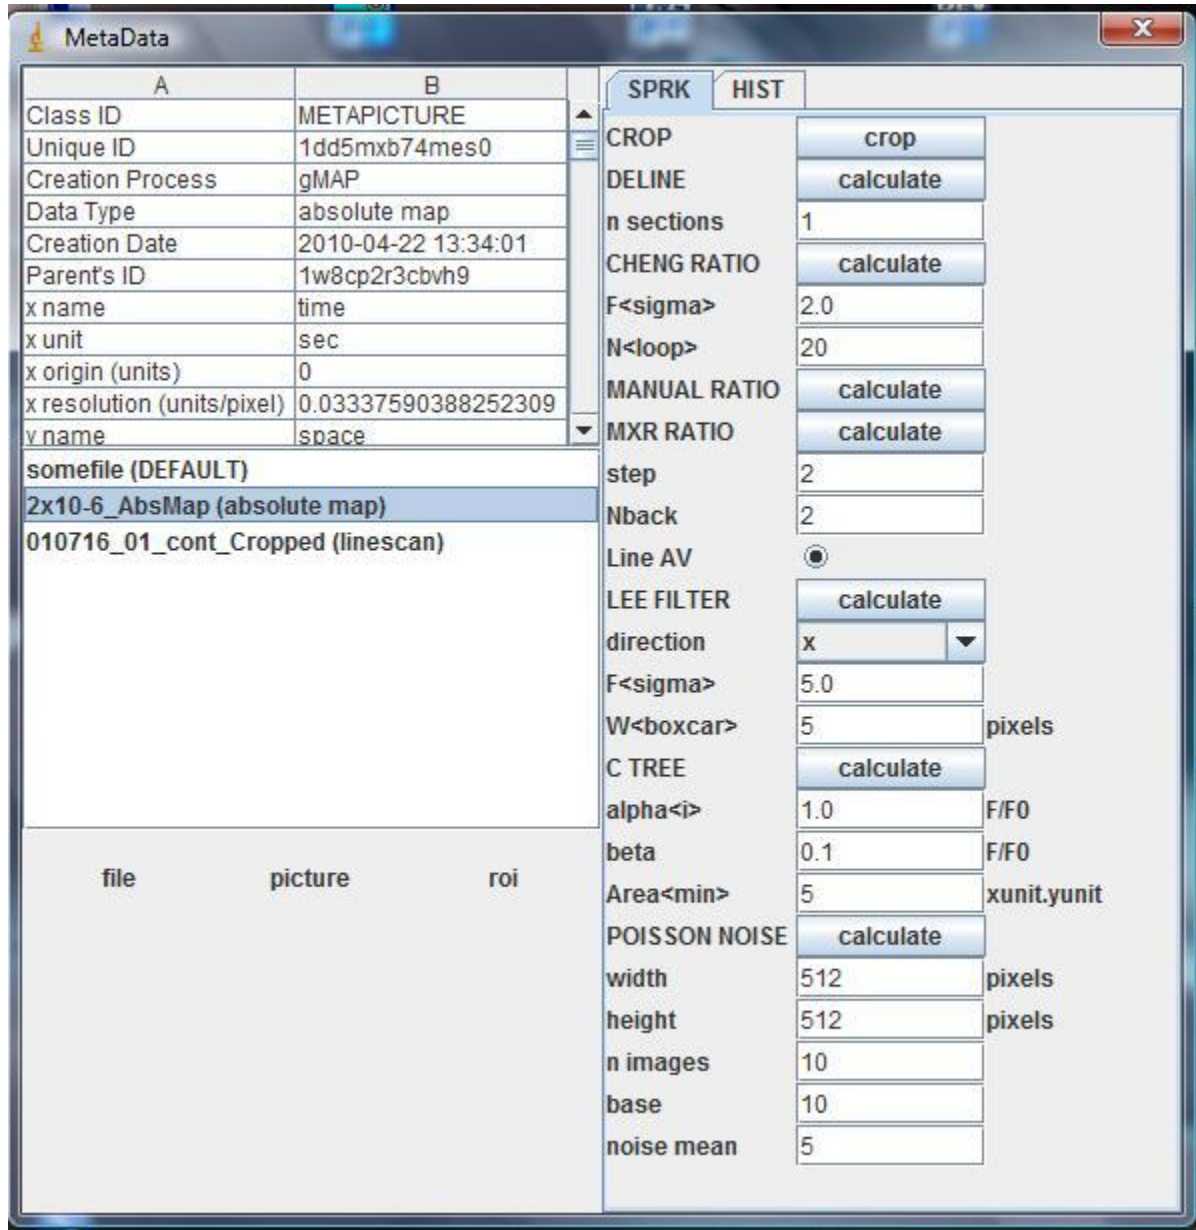 MetaData
A B
Class ID METAPICTURE
Unique ID 1dd5mxb74mes0
Creation Process gMAP
Data Type absolute map
Creation Date 2010-04-22 13:34:01
Parent's ID 1w8cp2r3cbvh9
x name time
x unit sec
x origin (units) 0
x resolution (units/pixel) 0.03337590388252309
y name space
somefile (DEFAULT)
2x10-6_AbsMap (absolute map)
010716_01_cont_Cropped (linescan)
file picture roi
SPRK HIST
CROP crop
DELINE calculate
n sections 1
CHENG RATIO calculate
F<sigma> 2.0
N<loop> 20
MANUAL RATIO calculate
MXR RATIO calculate
step 2
Nback 2
Line AV
LEE FILTER calculate
direction x
F<sigma> 5.0
W<boxcar> 5 pixels
C TREE calculate
alpha<i> 1.0 F/F0
beta 0.1 F/F0
Area<min> 5 xunit.yunit
POISSON NOISE calculate
width 512 pixels
height 512 pixels
n images 10
base 10
noise mean 5